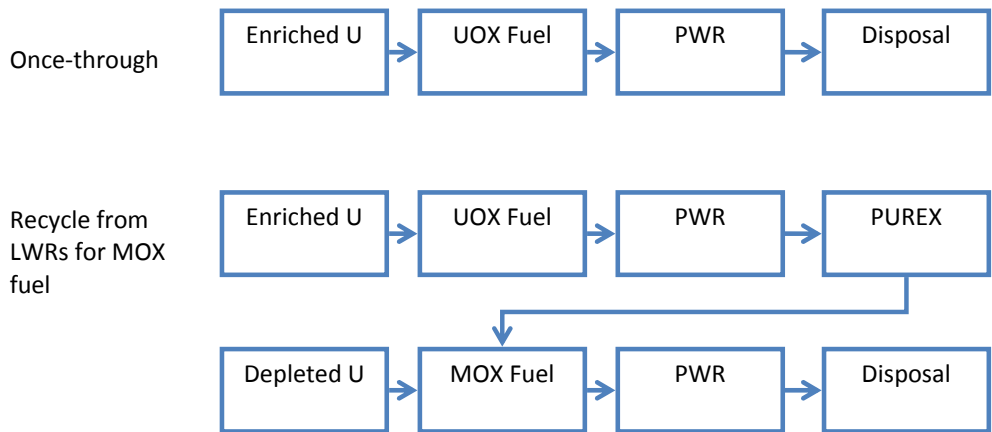 Once-through
Enriched U
UOX Fuel
PWR
Disposal
Recycle from
LWRs for MOX
fuel
Enriched U
UOX Fuel
PWR
PUREX
Depleted U
MOX Fuel
PWR
Disposal